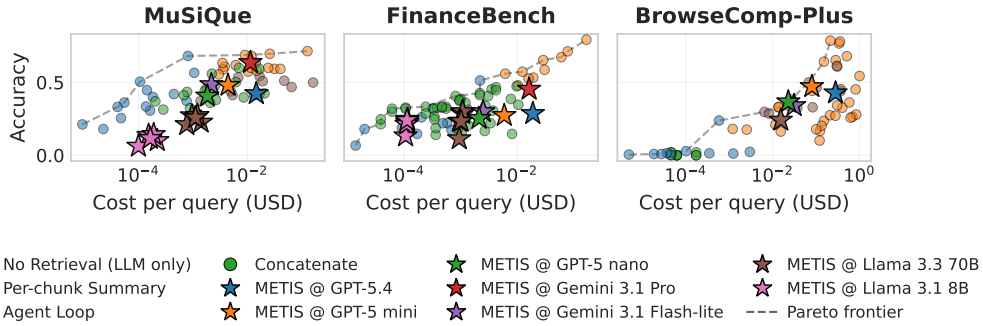 MuSiQue FinanceBench BrowseComp-Plus
Accuracy
0.5
0.0
10⁻⁴ 10⁻² 10⁻⁴ 10⁻² 10⁻⁴ 10⁻² 10⁰
Cost per query (USD) Cost per query (USD) Cost per query (USD)
No Retrieval (LLM only) Concatenate METIS @ GPT-5 nano METIS @ Llama 3.3 70B
Per-chunk Summary METIS @ GPT-5.4 METIS @ Gemini 3.1 Pro METIS @ Llama 3.1 8B
Agent Loop METIS @ GPT-5 mini METIS @ Gemini 3.1 Flash-lite Pareto frontier